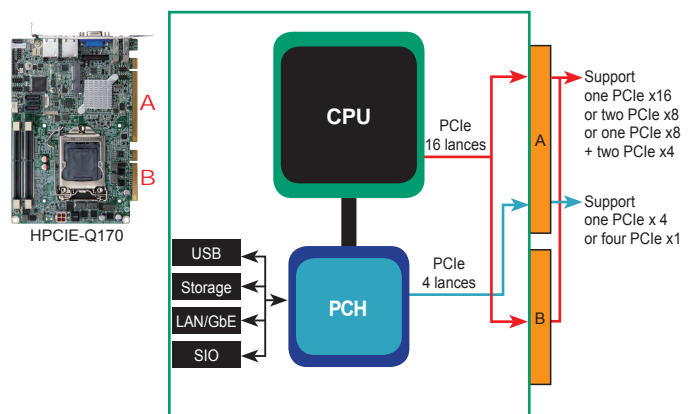 A
B
HPCIE-Q170
CPU
PCIe
16 lances
PCH
PCIe
4 lances
USB
Storage
LAN/GbE
SIO
A
B
Support
one PCIe x16
or two PCIe x8
or one PCIe x8
+ two PCIe x4
Support
one PCIe x 4
or four PCIe x1